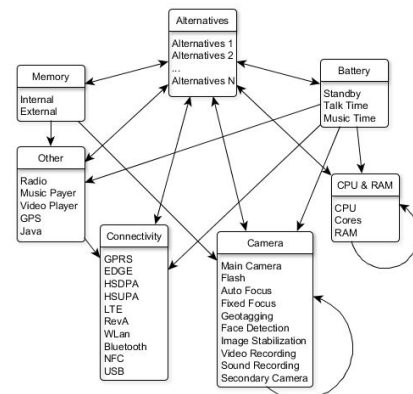 Alternatives
Alternatives 1
Alternatives 2
...
Alternatives N
Memory
Internal
External
Battery
Standby
Talk Time
Music Time
Other
Radio
Music Payer
Video Player
GPS
Java
CPU & RAM
CPU
Cores
RAM
Connectivity
GPRS
EDGE
HSDPA
HSUPA
LTE
RevA
WLan
Bluetooth
NFC
USB
Camera
Main Camera
Flash
Auto Focus
Fixed Focus
Geotagging
Face Detection
Image Stabilization
Video Recording
Sound Recording
Secondary Camera